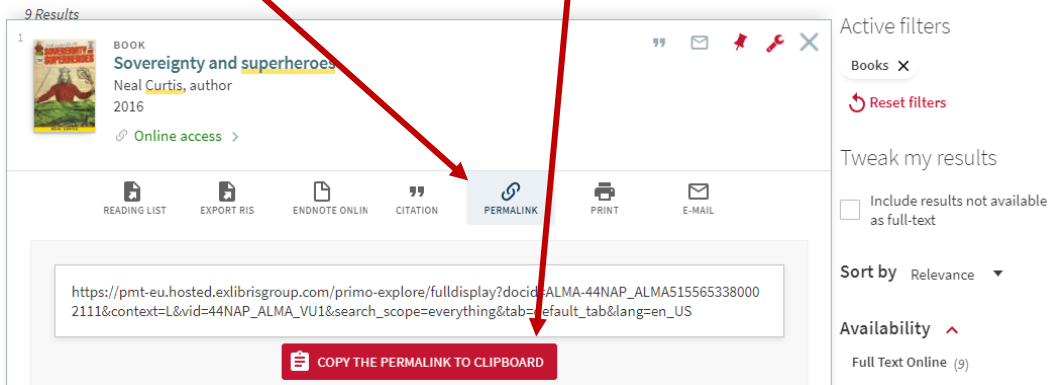 9 Results
1
BOOK
Sovereignty and superheroes
Neal Curtis, author
2016
Online access
READING LIST
EXPORT RIS
ENDNOTE ONLIN
CITATION
PERMALINK
PRINT
E-MAIL
https://pmt-eu.hosted.exlibrisgroup.com/primo-explore/fulldisplay?docid=ALMA-44NAP_ALMA515565338000
2111&context=L&vid=44NAP_ALMA_VU1&search_scope=everything&tab=default_tab&lang=en_US
COPY THE PERMALINK TO CLIPBOARD
Active filters
Books
Reset filters
Tweak my results
Include results not available
as full-text
Sort by Relevance
Availability
Full Text Online (9)